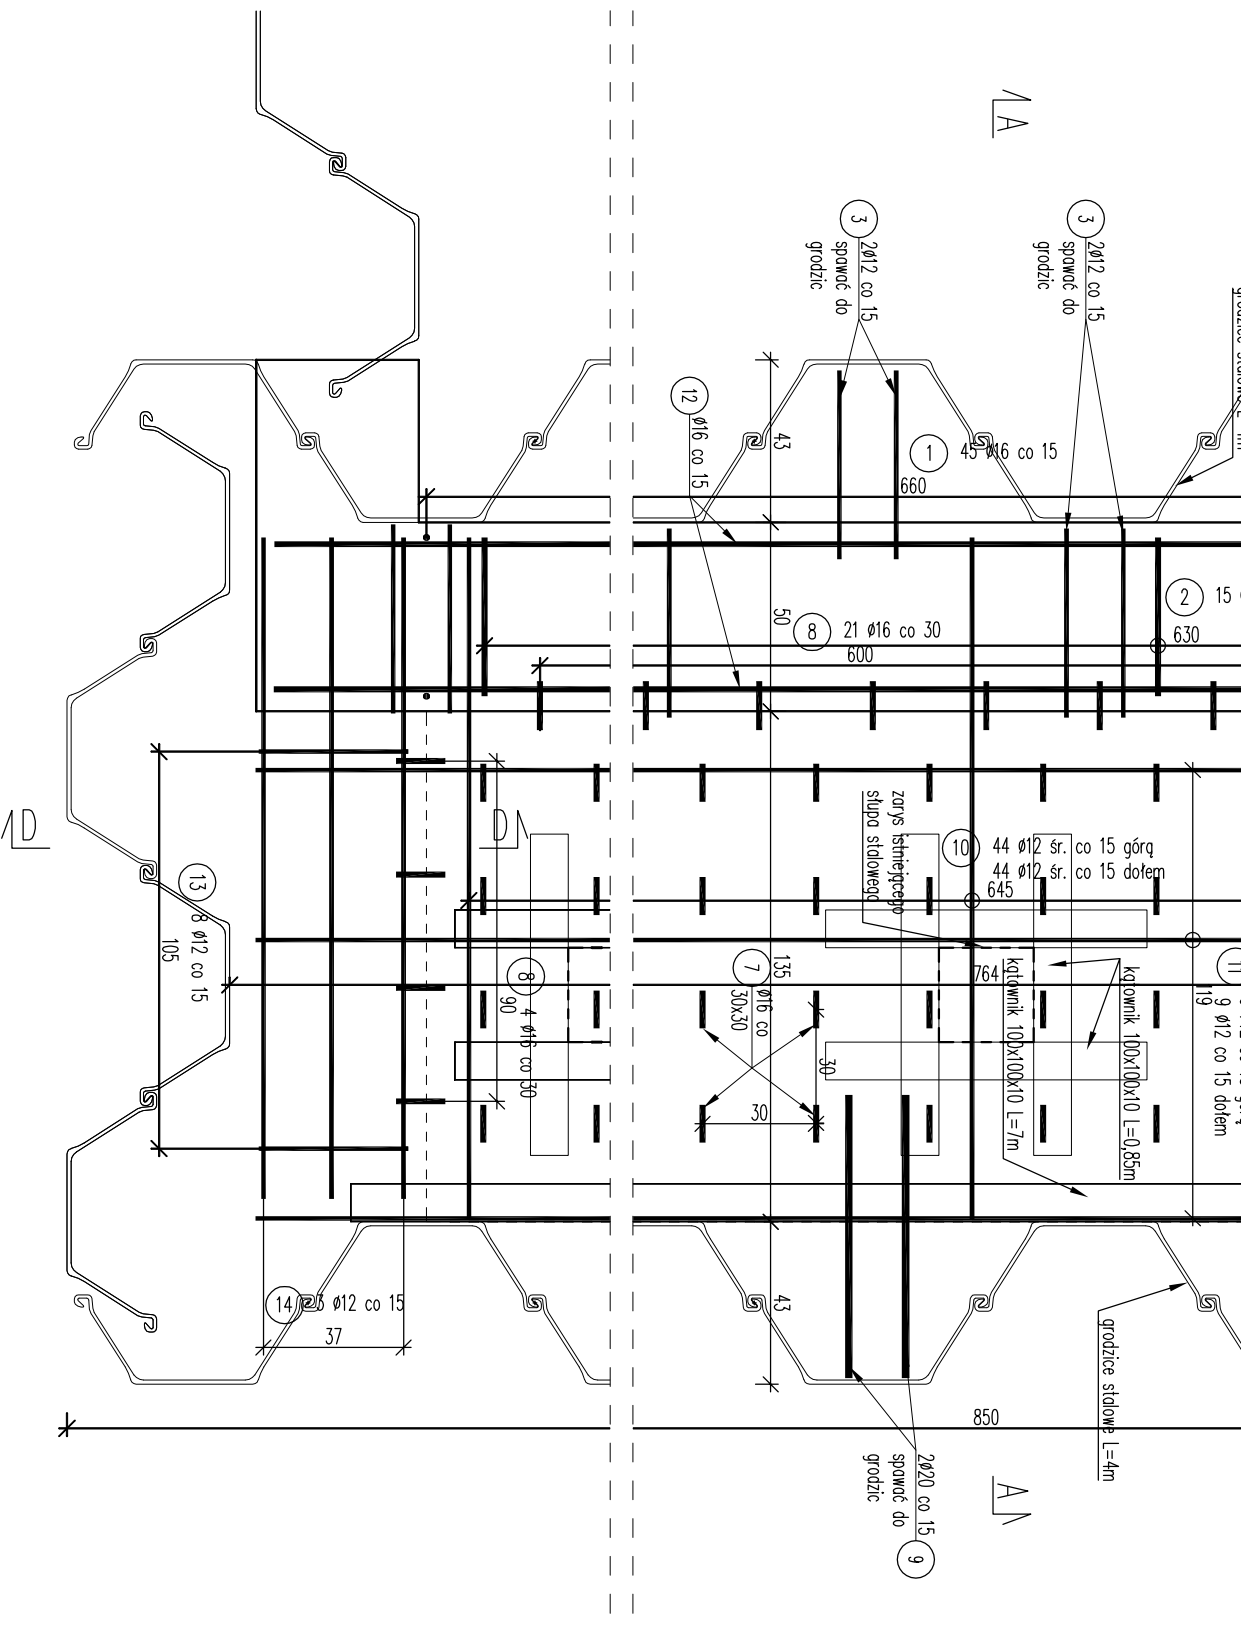 A
3
2ø12 co 15
spawać do
grodzic
3
2ø12 co 15
spawać do
grodzic
12
ø16 co 15
43
1
45 ø16 co 15
660
50
8
21 ø16 co 30
600
2
15
630
zarys istniejącego
słupa stalowego
10
44 ø12 śr. co 15 górą
44 ø12 śr. co 15 dołem
645
D
D
13
8 ø12 co 15
105
8
4 ø16 co 30
90
135
7
ø16 co
30x30
30
30
764
kątownik 100x100x10 L=7m
kątownik 100x100x10 L=0,85m
11
9 ø12 co 15 dołem
14
3 ø12 co 15
37
43
grodzice stalowe L=4m
850
2ø20 co 15
spawać do
grodzic
9
A